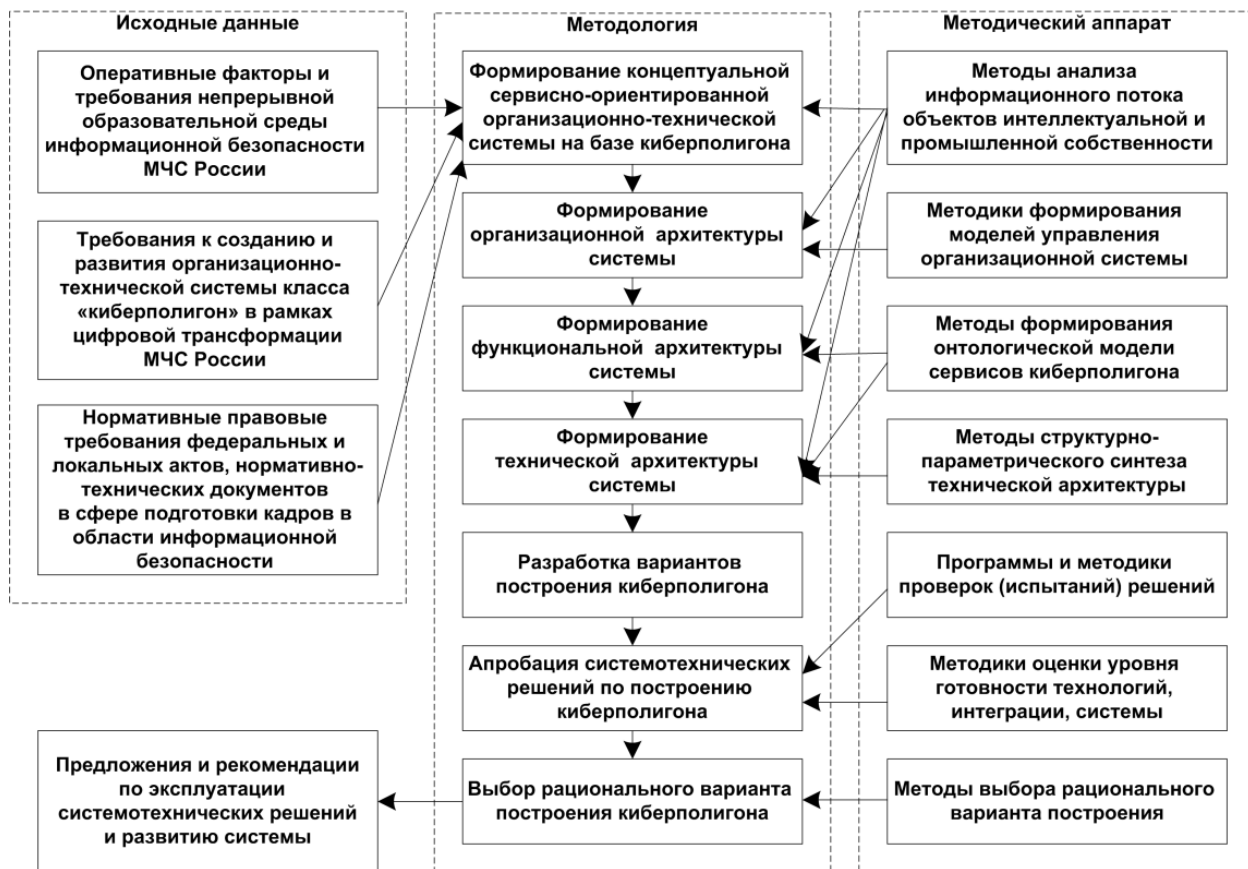 Исходные данные
Оперативные факторы и
требования непрерывной
образовательной среды
информационной безопасности
МЧС России
Требования к созданию и
развития организационно-
технической системы класса
«киберполигон» в рамках
цифровой трансформации
МЧС России
Нормативные правовые
требования федеральных и
локальных актов, нормативно-
технических документов
в сфере подготовки кадров в
области информационной
безопасности
Предложения и рекомендации
по эксплуатации
системотехнических решений
и развитию системы
Методология
Формирование концептуальной
сервисно-ориентированной
организационно-технической
системы на базе киберполигона
Формирование
организационной архитектуры
системы
Формирование
функциональной архитектуры
системы
Формирование
технической архитектуры
системы
Разработка вариантов
построения киберполигона
Апробация системотехнических
решений по построению
киберполигона
Выбор рационального варианта
построения киберполигона
Методический аппарат
Методы анализа
информационного потока
объектов интеллектуальной и
промышленной собственности
Методики формирования
моделей управления
организационной системы
Методы формирования
онтологической модели
сервисов киберполигона
Методы структурно-
параметрического синтеза
технической архитектуры
Программы и методики
проверок (испытаний) решений
Методики оценки уровня
готовности технологий,
интеграции, системы
Методы выбора рационального
варианта построения